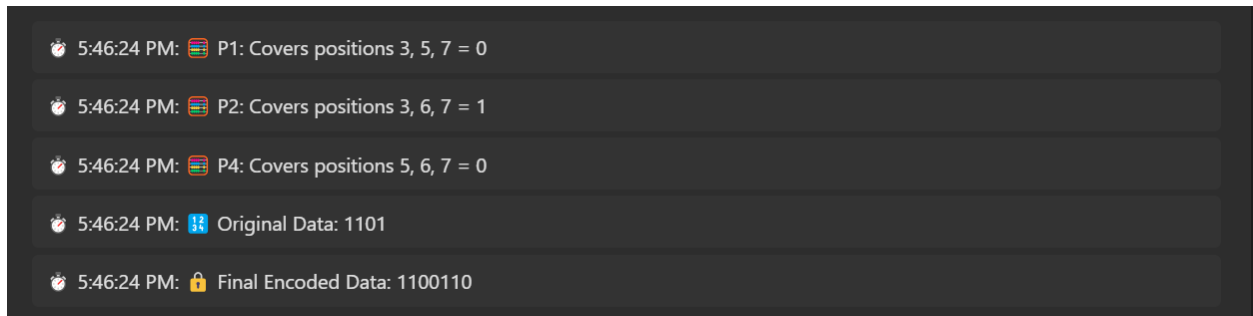 ⏱ 5:46:24 PM: 🧮 P1: Covers positions 3, 5, 7 = 0
⏱ 5:46:24 PM: 🧮 P2: Covers positions 3, 6, 7 = 1
⏱ 5:46:24 PM: 🧮 P4: Covers positions 5, 6, 7 = 0
⏱ 5:46:24 PM: 🔢 Original Data: 1101
⏱ 5:46:24 PM: 🔒 Final Encoded Data: 1100110